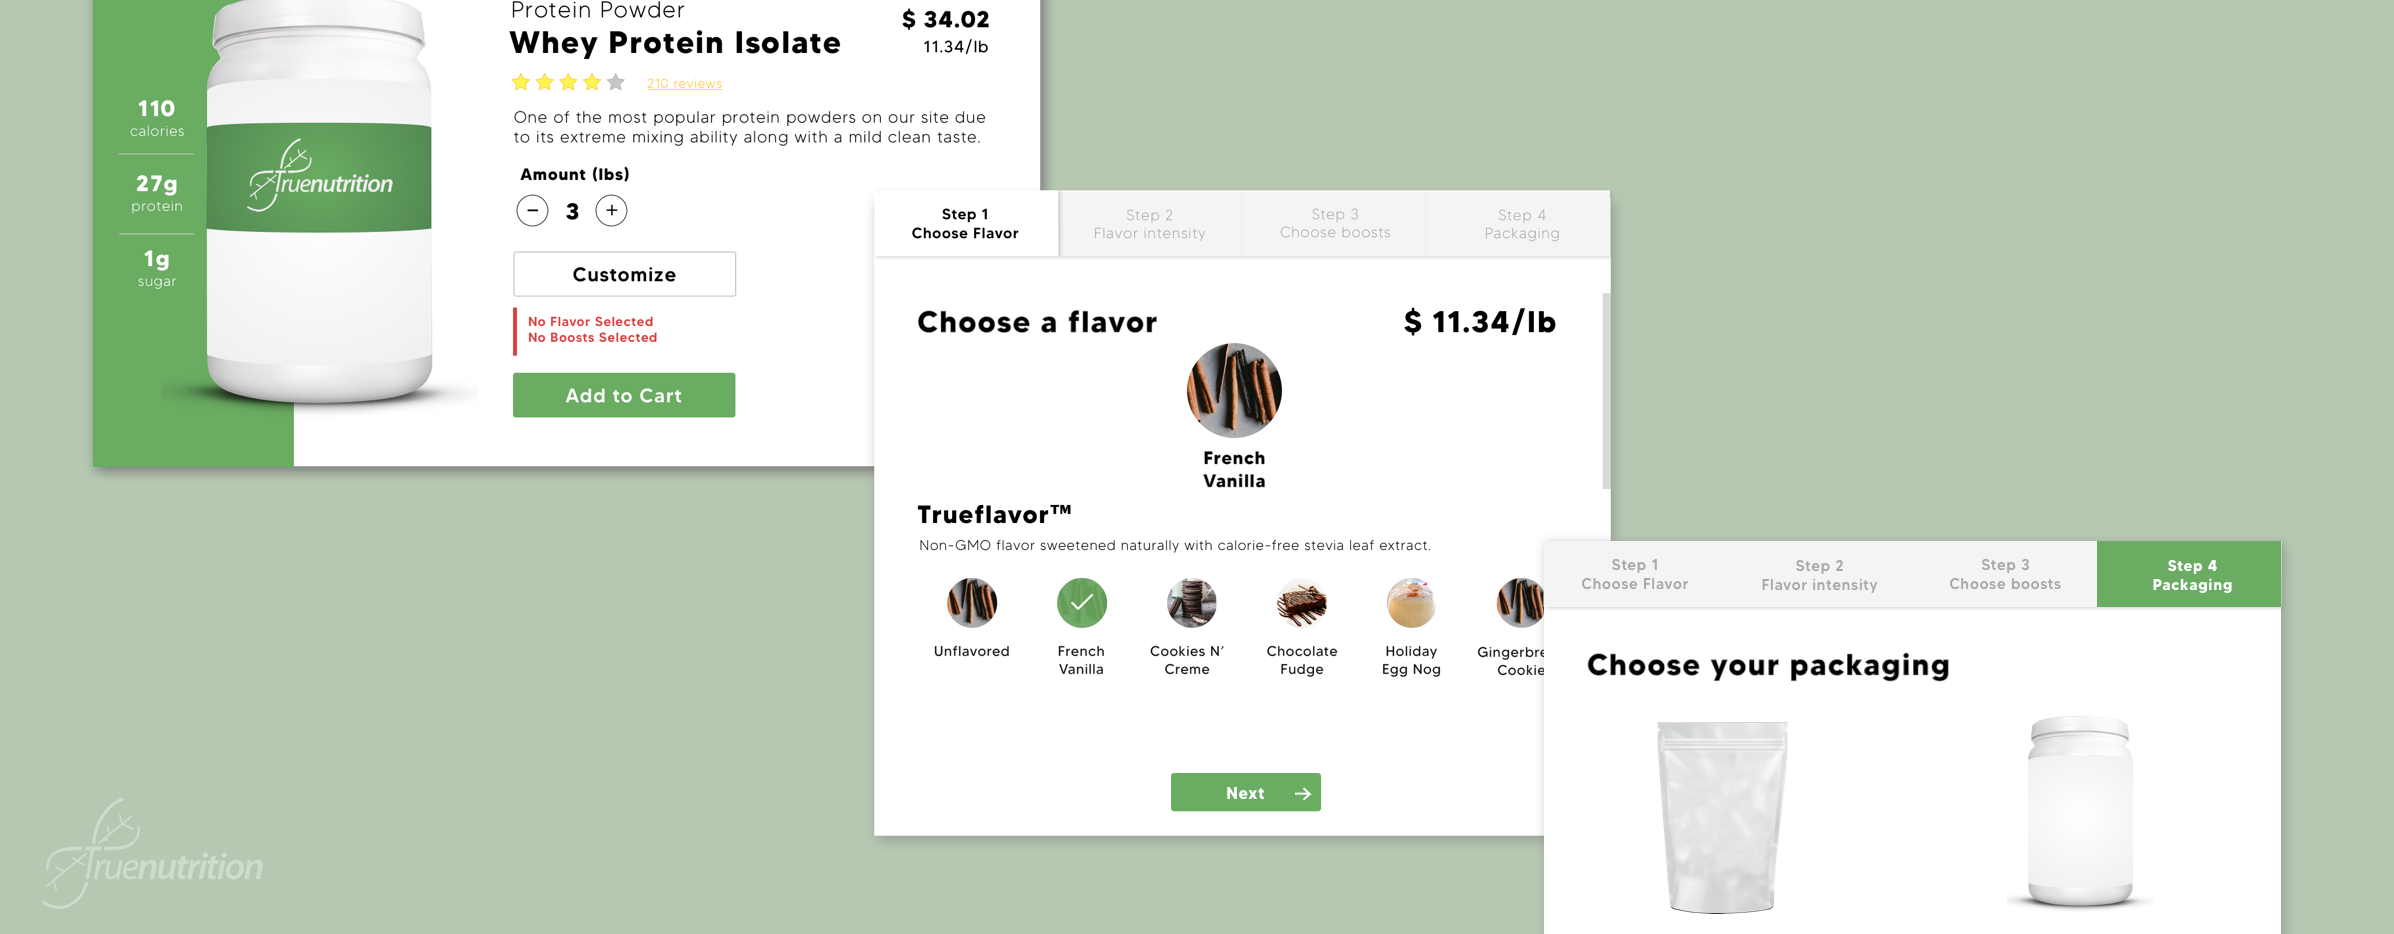 Protein Powder
Whey Protein Isolate
$ 34.02
11.34/lb
210 reviews
One of the most popular protein powders on our site due
to its extreme mixing ability along with a mild clean taste.
110
calories
27g
protein
1g
sugar
Truenutrition
Amount (lbs)
− 3 +
Customize
No Flavor Selected
No Boosts Selected
Add to Cart
Step 1
Choose Flavor
Step 2
Flavor intensity
Step 3
Choose boosts
Step 4
Packaging
Choose a flavor
$ 11.34/lb
French
Vanilla
Trueflavor™
Non-GMO flavor sweetened naturally with calorie-free stevia leaf extract.
Unflavored
French
Vanilla
Cookies N’
Creme
Chocolate
Fudge
Holiday
Egg Nog
Gingerbre
Cookie
Next
Step 1
Choose Flavor
Step 2
Flavor intensity
Step 3
Choose boosts
Step 4
Packaging
Choose your packaging
Truenutrition